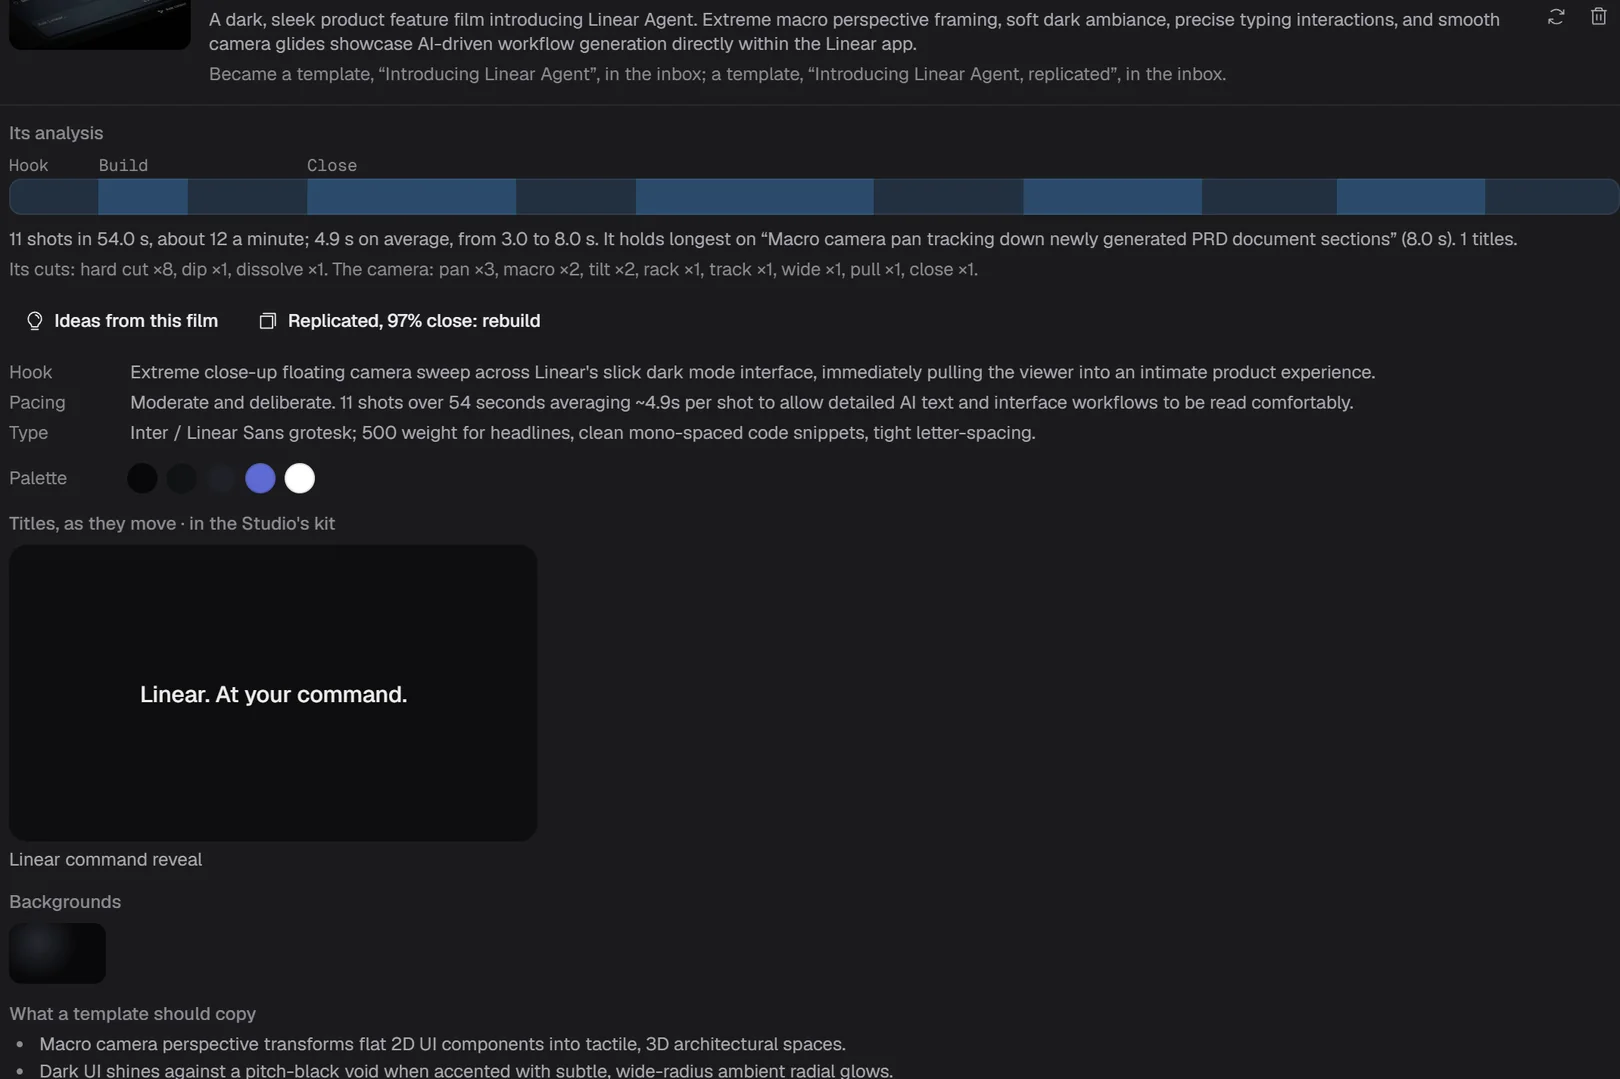 A dark, sleek product feature film introducing Linear Agent. Extreme macro perspective framing, soft dark ambiance, precise typing interactions, and smooth
camera glides showcase AI-driven workflow generation directly within the Linear app.
Became a template, “Introducing Linear Agent”, in the inbox; a template, “Introducing Linear Agent, replicated”, in the inbox.
Its analysis
Hook Build Close
11 shots in 54.0 s, about 12 a minute; 4.9 s on average, from 3.0 to 8.0 s. It holds longest on “Macro camera pan tracking down newly generated PRD document sections” (8.0 s). 1 titles.
Its cuts: hard cut ×8, dip ×1, dissolve ×1. The camera: pan ×3, macro ×2, tilt ×2, rack ×1, track ×1, wide ×1, pull ×1, close ×1.
Ideas from this film Replicated, 97% close: rebuild
Hook Extreme close-up floating camera sweep across Linear's slick dark mode interface, immediately pulling the viewer into an intimate product experience.
Pacing Moderate and deliberate. 11 shots over 54 seconds averaging ~4.9s per shot to allow detailed AI text and interface workflows to be read comfortably.
Type Inter / Linear Sans grotesk; 500 weight for headlines, clean mono-spaced code snippets, tight letter-spacing.
Palette
Titles, as they move · in the Studio's kit
Linear. At your command.
Linear command reveal
Backgrounds
What a template should copy
• Macro camera perspective transforms flat 2D UI components into tactile, 3D architectural spaces.
• Dark UI shines against a pitch-black void when accented with subtle, wide-radius ambient radial glows.